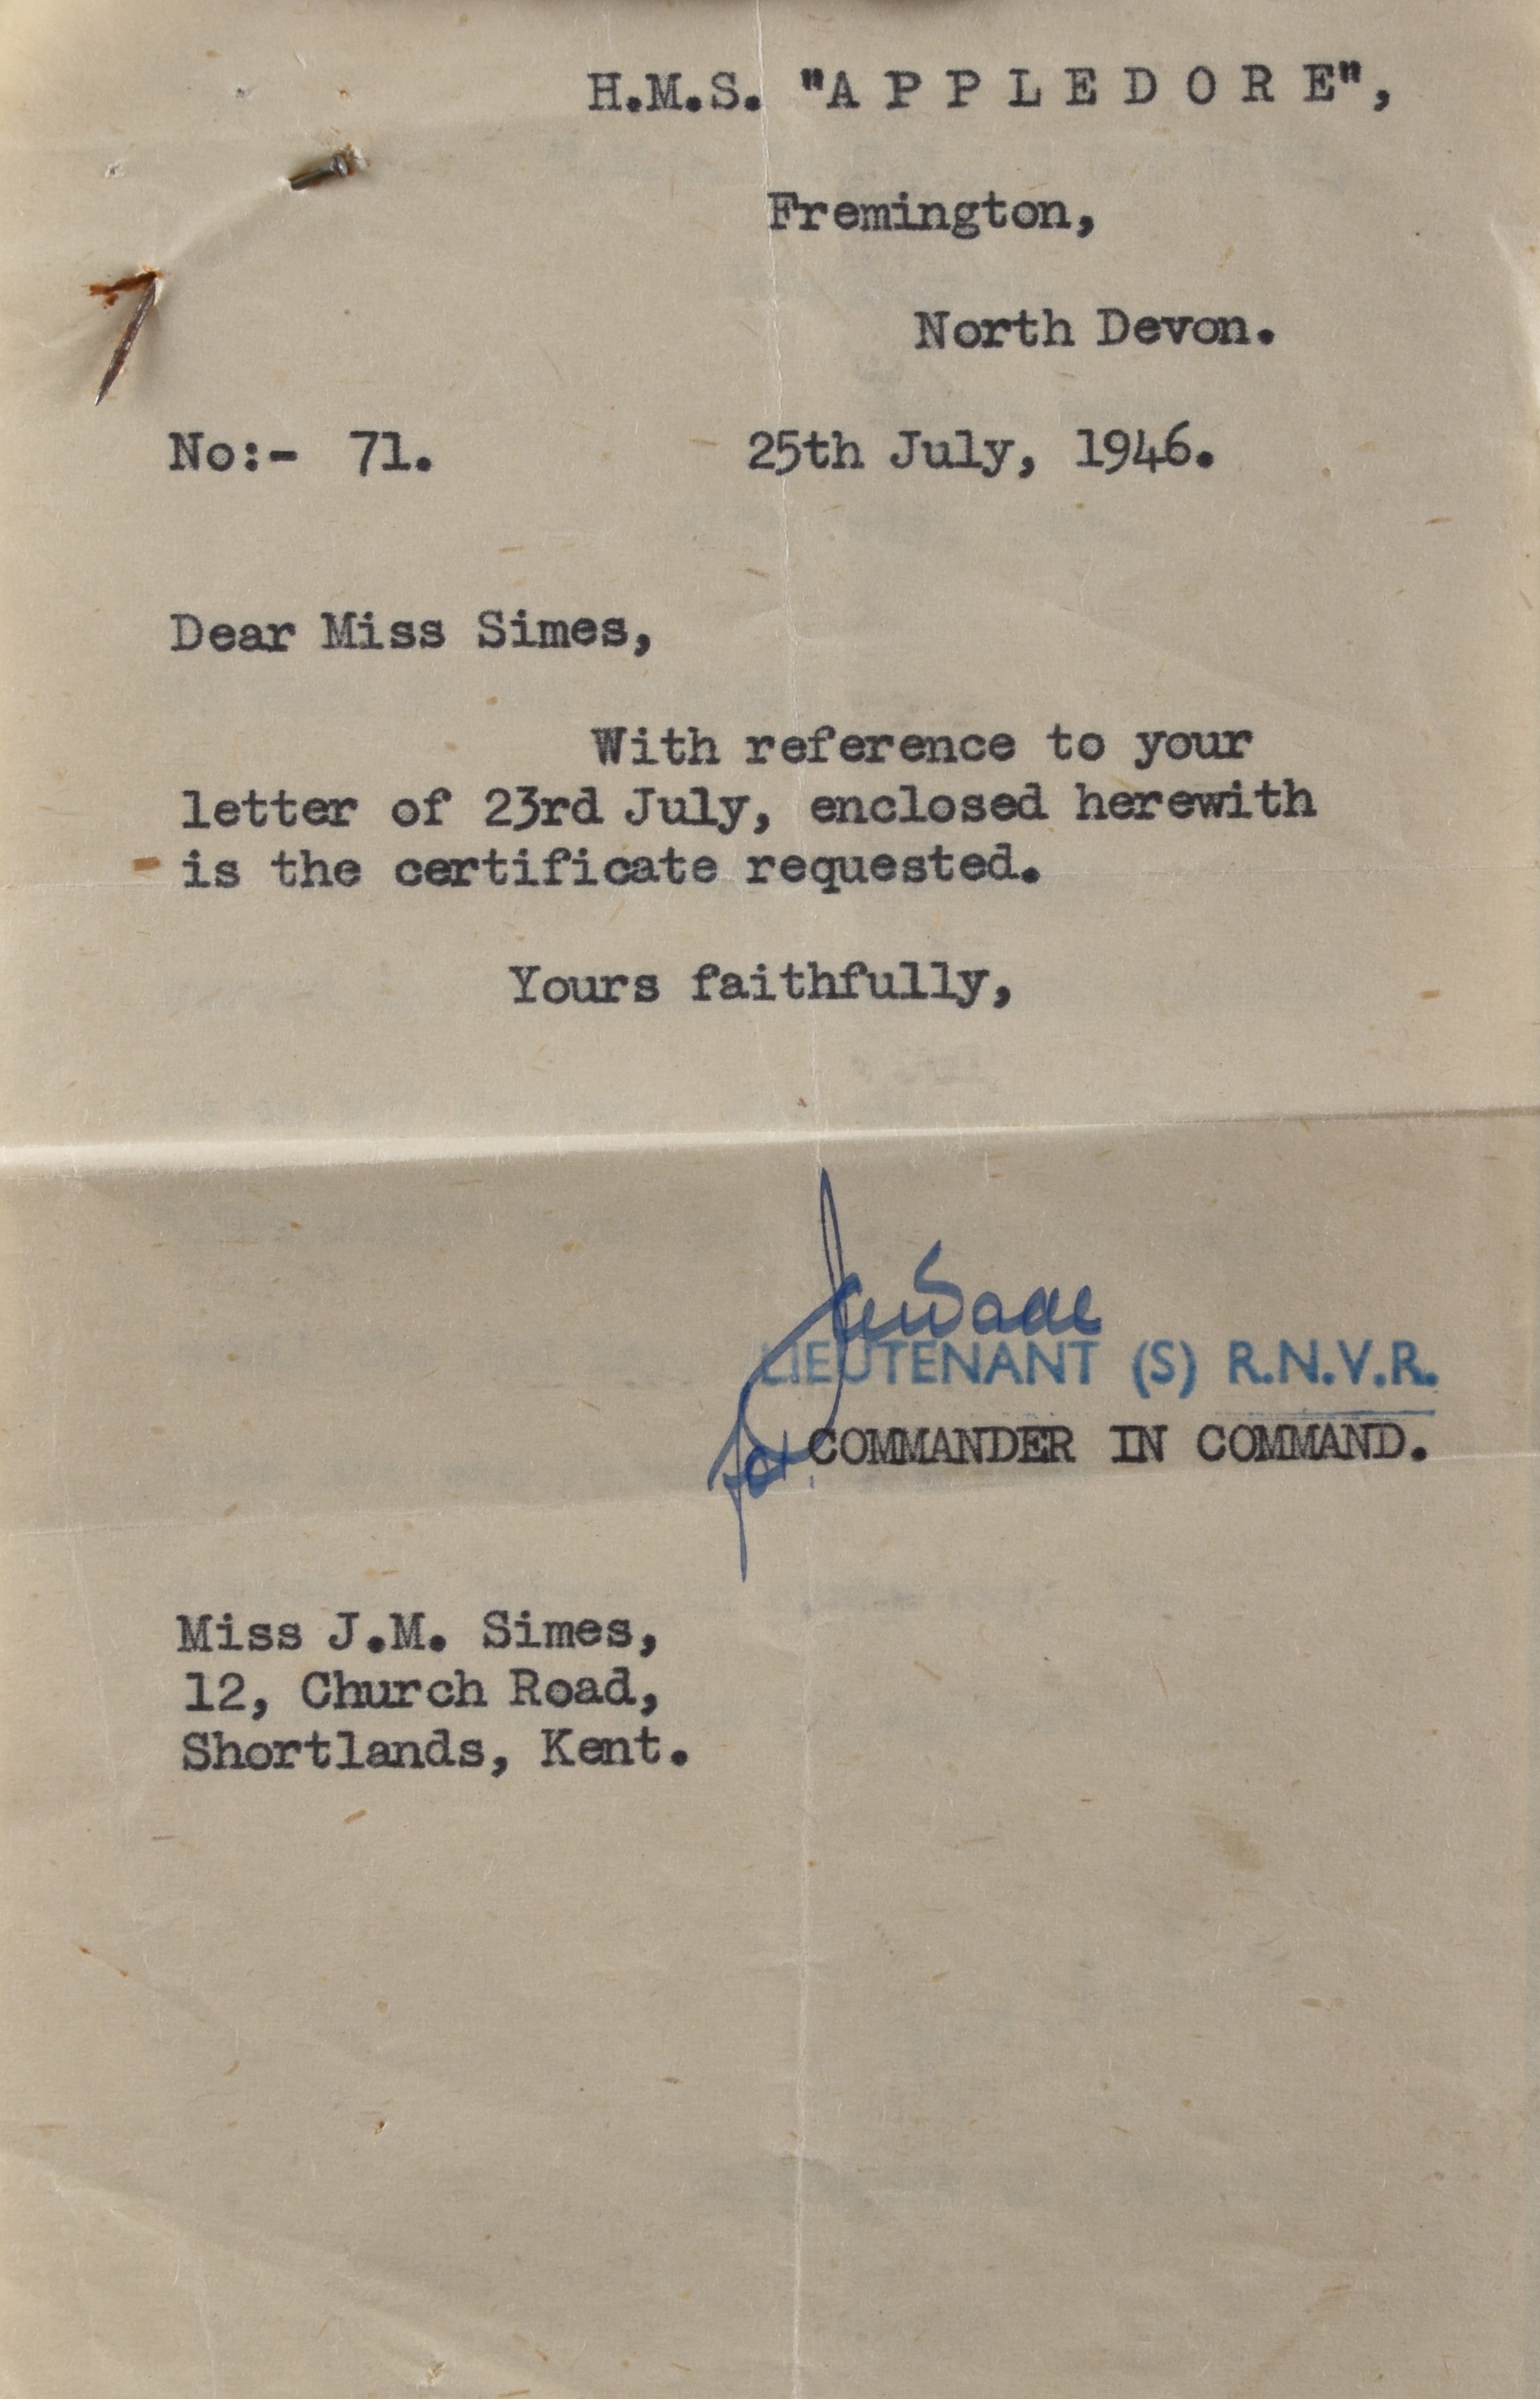 H.M.S. "A P P L E D O R E",
Fremington,
North Devon.
No:- 71. 25th July, 1946.
Dear Miss Simes,
With reference to your
letter of 23rd July, enclosed herewith
is the certificate requested.
Yours faithfully,
LIEUTENANT (S) R.N.V.R.
for COMMANDER IN COMMAND.
Miss J.M. Simes,
12, Church Road,
Shortlands, Kent.